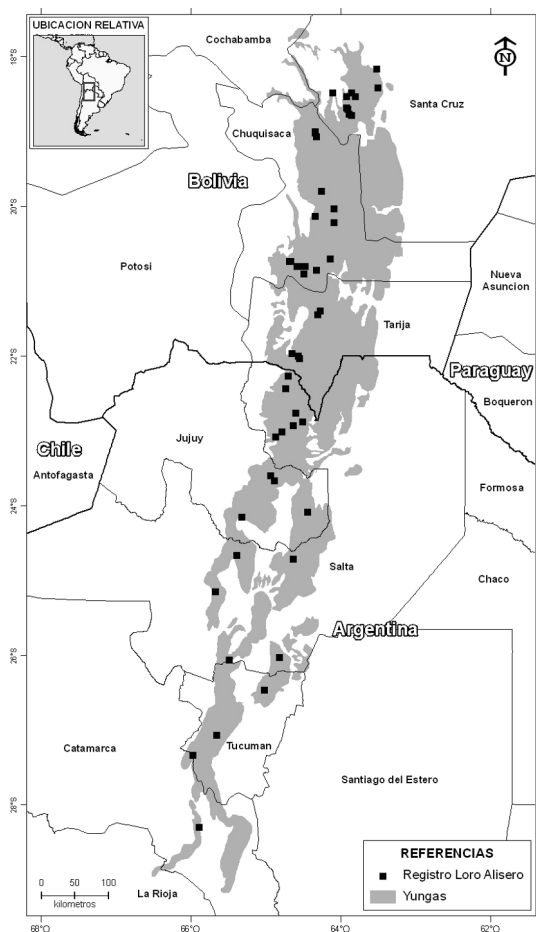 UBICACION RELATIVA
N
Cochabamba
Santa Cruz
Chuquisaca
Bolivia
Potosi
Nueva
Asuncion
Tarija
Paraguay
Boqueron
Jujuy
Chile
Antofagasta
Formosa
Salta
Chaco
Argentina
Catamarca
Tucuman
Santiago del Estero
La Rioja
18°S
20°S
22°S
24°S
26°S
28°S
0 50 100
kilometros
REFERENCIAS
Registro Loro Alisero
Yungas
68°O 66°O 64°O 62°O